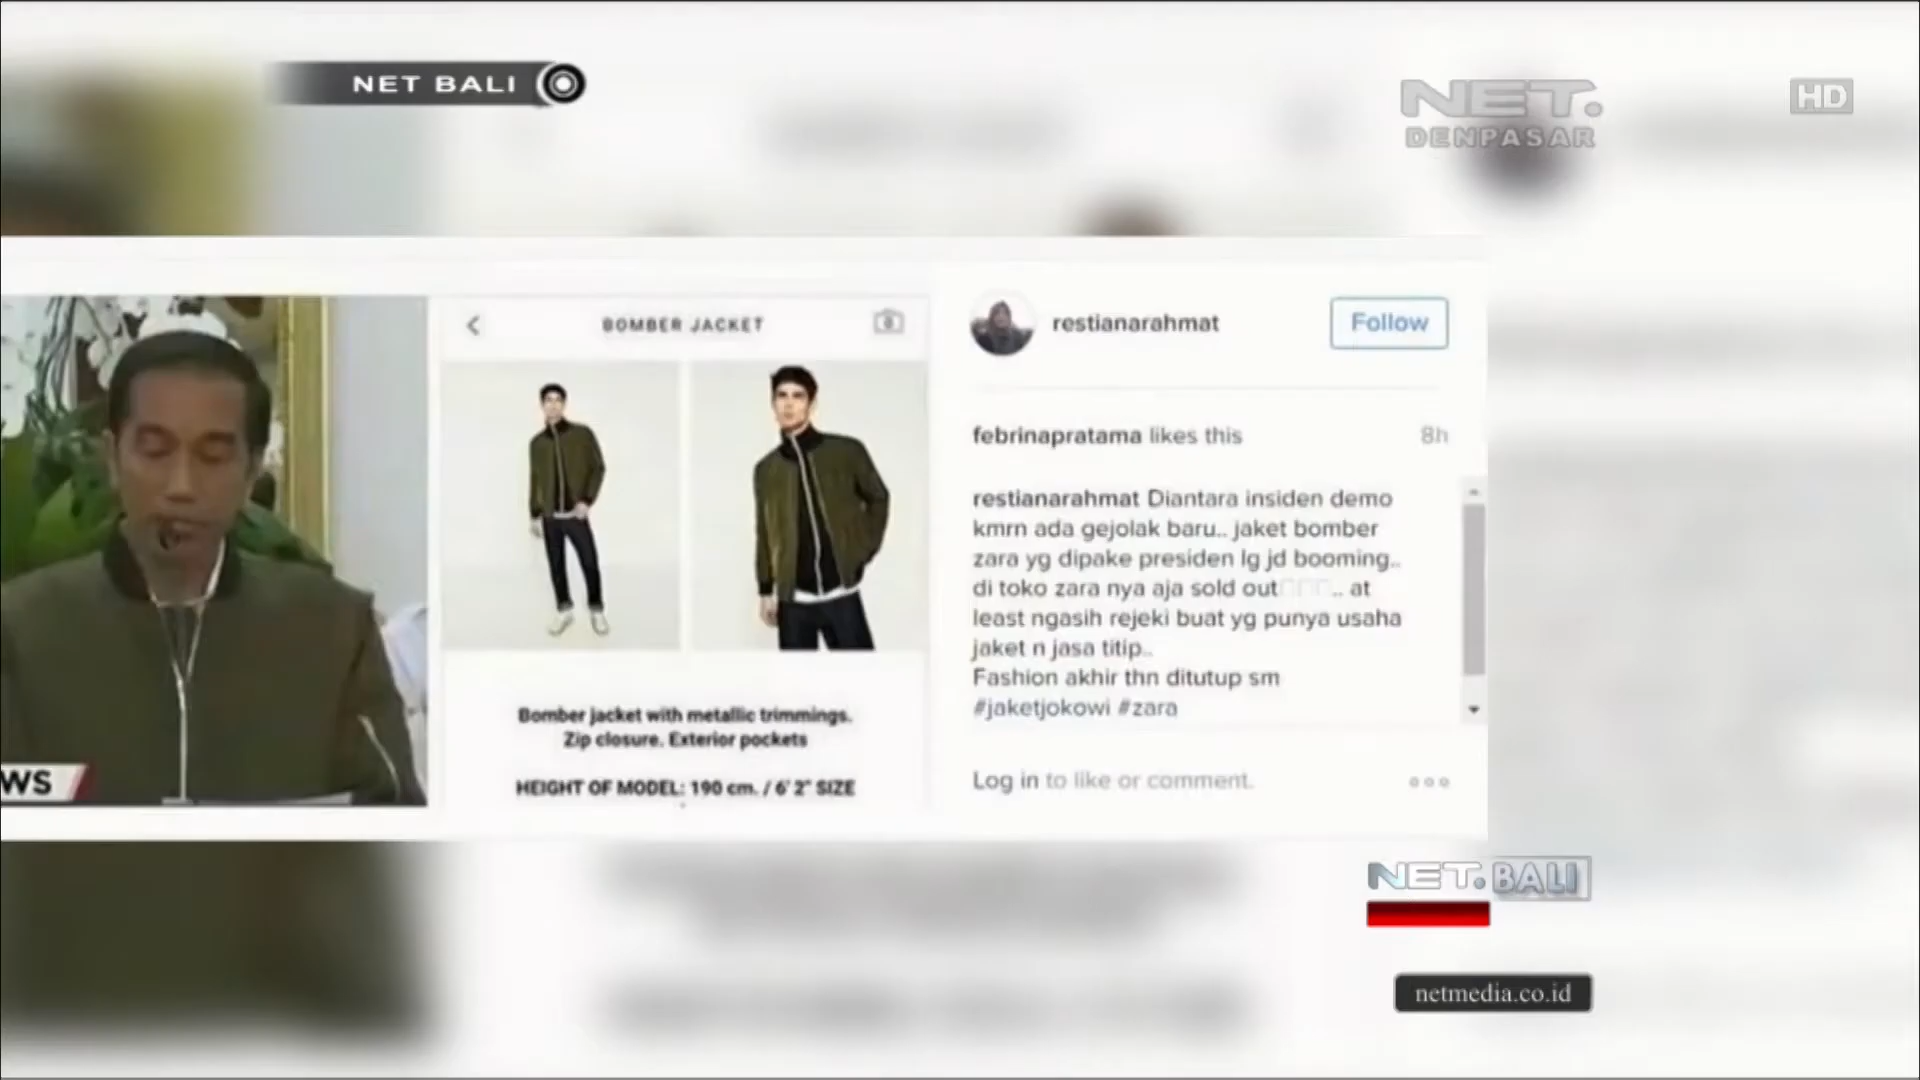 NET BALI
NET.
DENPASAR
HD
BOMBER JACKET
Bomber jacket with metallic trimmings.
Zip closure. Exterior pockets
HEIGHT OF MODEL: 190 cm. / 6' 2" SIZE
WS
restianarahmat
Follow
febrinapratama likes this
8h
restianarahmat Diantara insiden demo
kmrn ada gejolak baru.. jaket bomber
zara yg dipake presiden lg jd booming..
di toko zara nya aja sold out□□□.. at
least ngasih rejeki buat yg punya usaha
jaket n jasa titip..
Fashion akhir thn ditutup sm
#jaketjokowi #zara
Log in to like or comment.
NET. BALI
netmedia.co.id